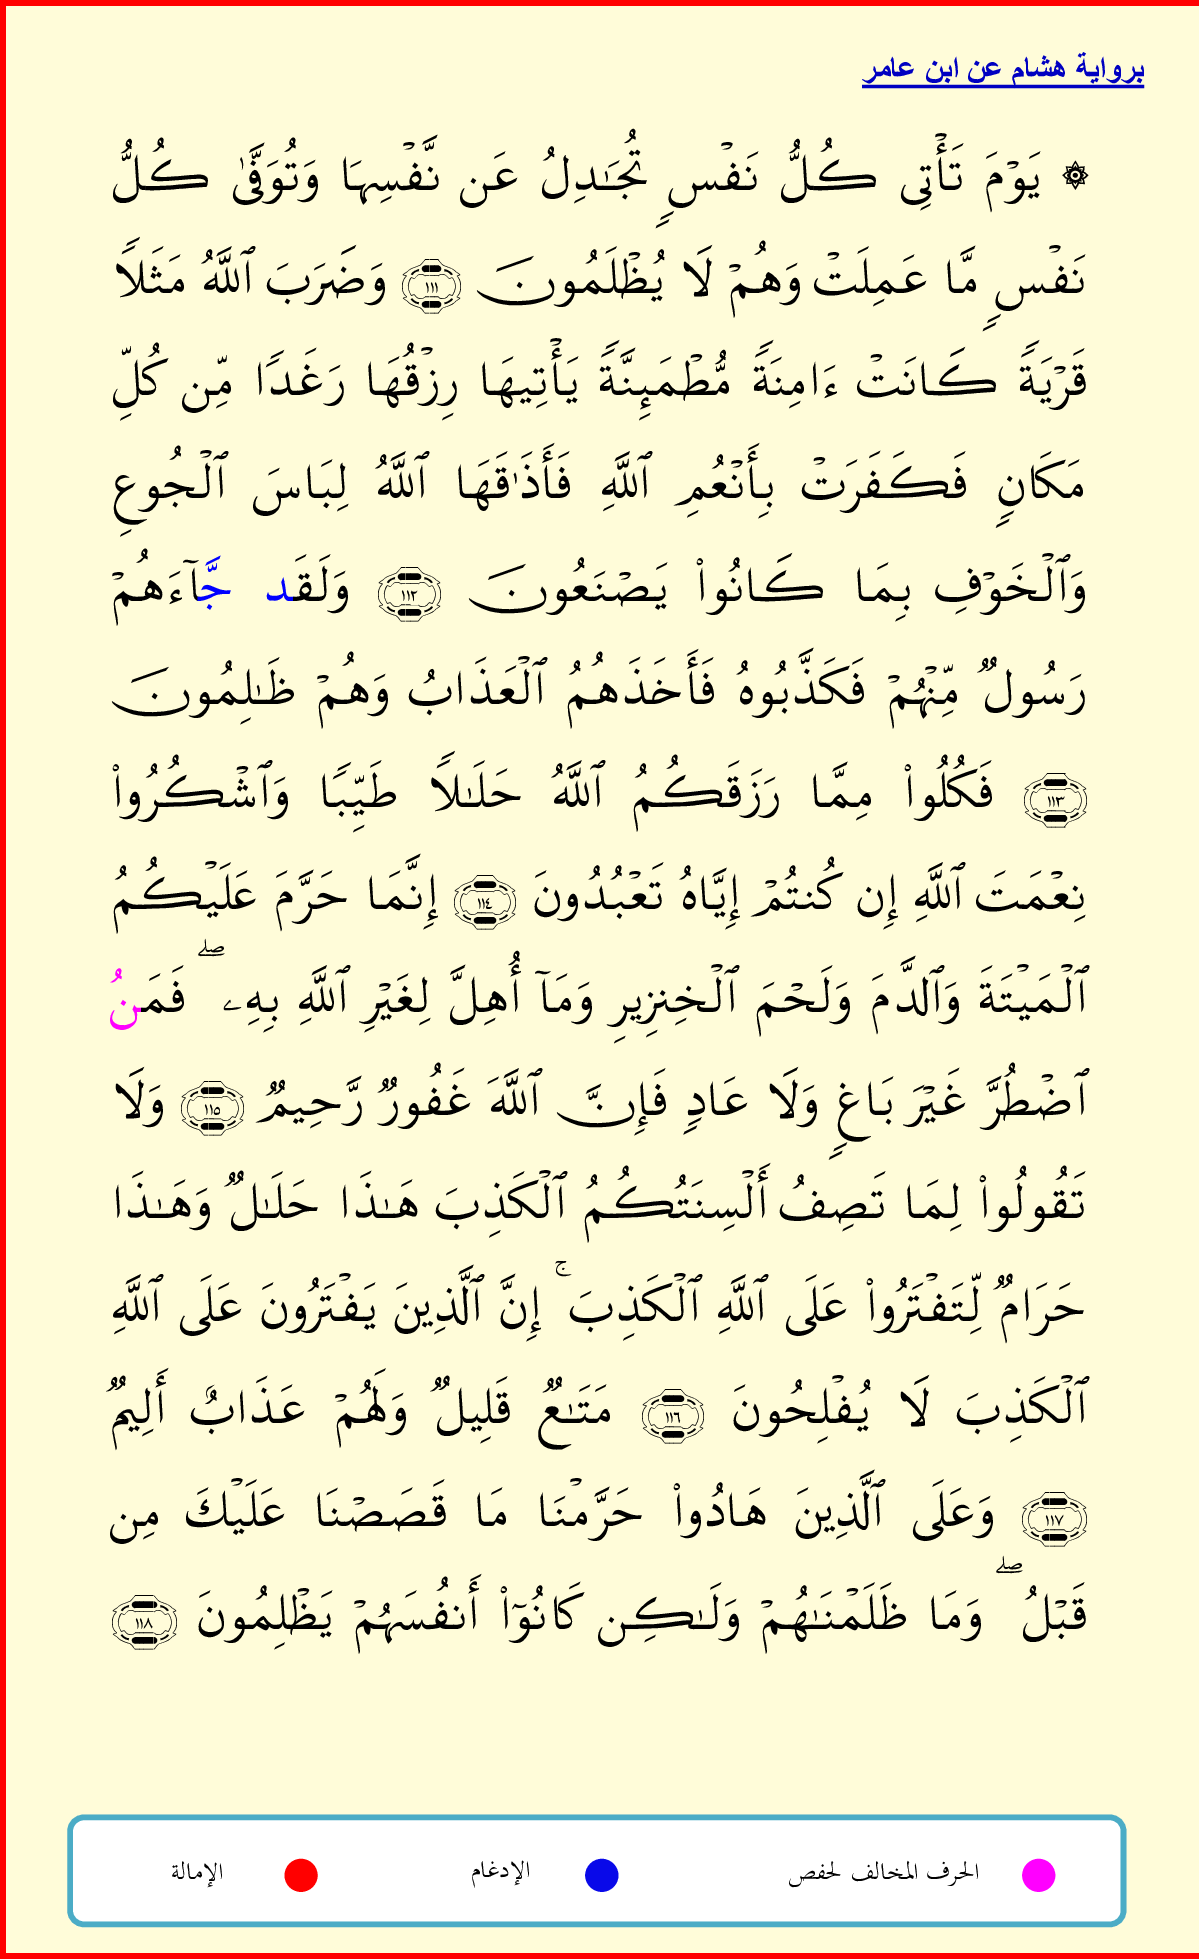 برواية هشام عن ابن عامر
۞ يَوۡمَ تَأۡتِي كُلُّ نَفۡسٖ تُجَٰدِلُ عَن نَّفۡسِهَا وَتُوَفَّىٰ كُلُّ
نَفۡسٖ مَّا عَمِلَتۡ وَهُمۡ لَا يُظۡلَمُونَ ١١١ وَضَرَبَ ٱللَّهُ مَثَلٗا
قَرۡيَةٗ كَانَتۡ ءَامِنَةٗ مُّطۡمَئِنَّةٗ يَأۡتِيهَا رِزۡقُهَا رَغَدٗا مِّن كُلِّ
مَكَانٖ فَكَفَرَتۡ بِأَنۡعُمِ ٱللَّهِ فَأَذَٰقَهَا ٱللَّهُ لِبَاسَ ٱلۡجُوعِ
وَٱلۡخَوۡفِ بِمَا كَانُواْ يَصۡنَعُونَ ١١٢ وَلَقَد جَّآءَهُمۡ
رَسُولٞ مِّنۡهُمۡ فَكَذَّبُوهُ فَأَخَذَهُمُ ٱلۡعَذَابُ وَهُمۡ ظَٰلِمُونَ
١١٣ فَكُلُواْ مِمَّا رَزَقَكُمُ ٱللَّهُ حَلَٰلٗا طَيِّبٗا وَٱشۡكُرُواْ
نِعۡمَتَ ٱللَّهِ إِن كُنتُمۡ إِيَّاهُ تَعۡبُدُونَ ١١٤ إِنَّمَا حَرَّمَ عَلَيۡكُمُ
ٱلۡمَيۡتَةَ وَٱلدَّمَ وَلَحۡمَ ٱلۡخِنزِيرِ وَمَآ أُهِلَّ لِغَيۡرِ ٱللَّهِ بِهِۦۖ فَمَنُ
ٱضۡطُرَّ غَيۡرَ بَاغٖ وَلَا عَادٖ فَإِنَّ ٱللَّهَ غَفُورٞ رَّحِيمٞ ١١٥ وَلَا
تَقُولُواْ لِمَا تَصِفُ أَلۡسِنَتُكُمُ ٱلۡكَذِبَ هَٰذَا حَلَٰلٞ وَهَٰذَا
حَرَامٞ لِّتَفۡتَرُواْ عَلَى ٱللَّهِ ٱلۡكَذِبَۚ إِنَّ ٱلَّذِينَ يَفۡتَرُونَ عَلَى ٱللَّهِ
ٱلۡكَذِبَ لَا يُفۡلِحُونَ ١١٦ مَتَٰعٞ قَلِيلٞ وَلَهُمۡ عَذَابٌ أَلِيمٞ
١١٧ وَعَلَى ٱلَّذِينَ هَادُواْ حَرَّمۡنَا مَا قَصَصۡنَا عَلَيۡكَ مِن
قَبۡلُۖ وَمَا ظَلَمۡنَٰهُمۡ وَلَٰكِن كَانُوٓاْ أَنفُسَهُمۡ يَظۡلِمُونَ ١١٨
الحرف المخالف لحفص الإدغام الإمالة